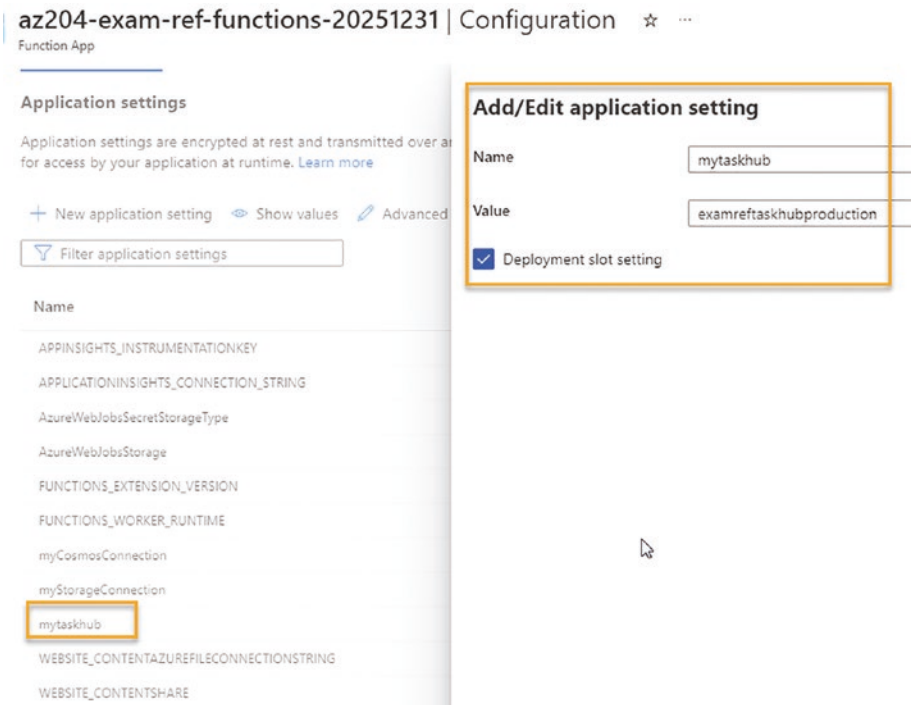 az204-exam-ref-functions-20251231 | Configuration ☆ ...
Function App
Application settings
Application settings are encrypted at rest and transmitted over
for access by your application at runtime. Learn more
+ New application setting Show values Advanced
Filter application settings
Name
APPINSIGHTS_INSTRUMENTATIONKEY
APPLICATIONINSIGHTS_CONNECTION_STRING
AzureWebJobsSecretStorageType
AzureWebJobsStorage
FUNCTIONS_EXTENSION_VERSION
FUNCTIONS_WORKER_RUNTIME
myCosmosConnection
myStorageConnection
mytaskhub
WEBSITE_CONTENTAZUREFILECONNECTIONSTRING
WEBSITE_CONTENTSHARE
Add/Edit application setting
Name mytaskhub
Value examreftaskhubproduction
Deployment slot setting